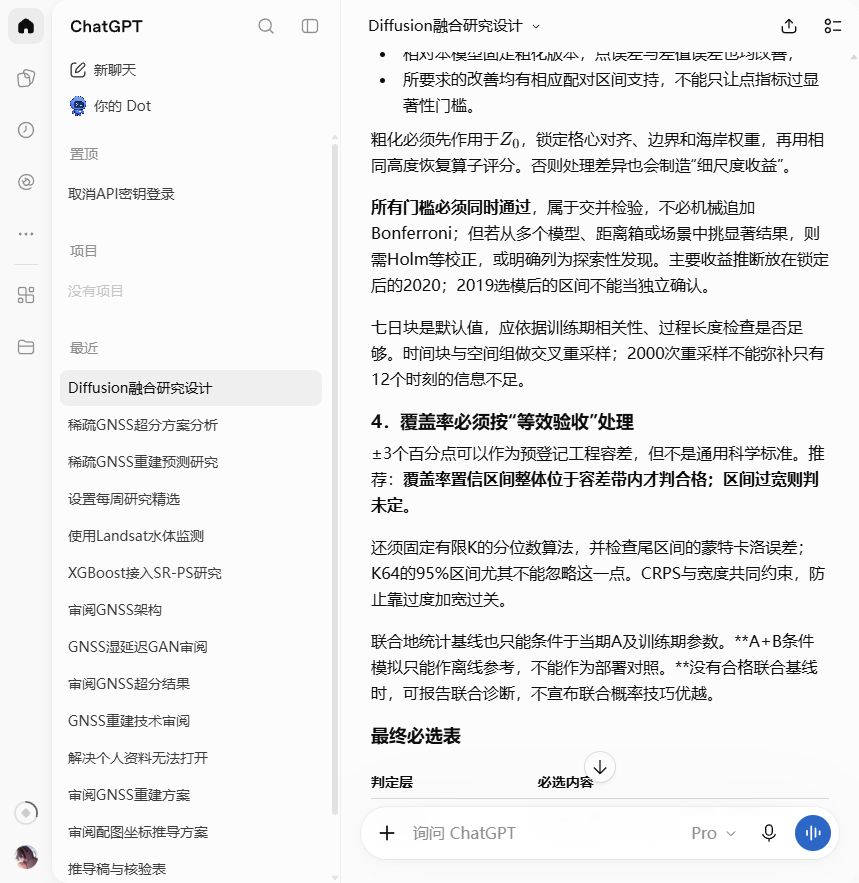 ChatGPT
新聊天
你的 Dot
置顶
取消API密钥登录
项目
没有项目
最近
Diffusion融合研究设计
稀疏GNSS超分方案分析
稀疏GNSS重建预测研究
设置每周研究精选
使用Landsat水体监测
XGBoost接入SR-PS研究
审阅GNSS架构
GNSS湿延迟GAN审阅
审阅GNSS超分结果
GNSS重建技术审阅
解决个人资料无法打开
审阅GNSS重建方案
审阅配图坐标推导方案
推导稿与核验表
Diffusion融合研究设计
相对本模型固定粗化版本，点误差与差值误差也均改善；
所要求的改善均有相应配对区间支持，不能只让点指标过显
著性门槛。
粗化必须先作用于Z₀，锁定格心对齐、边界和海岸权重，再用相
同高度恢复算子评分。否则处理差异也会制造“细尺度收益”。
所有门槛必须同时通过，属于交并检验，不必机械追加
Bonferroni；但若从多个模型、距离箱或场景中挑显著结果，则
需Holm等校正，或明确列为探索性发现。主要收益推断放在锁定
后的2020；2019选模后的区间不能当独立确认。
七日块是默认值，应依据训练期相关性、过程长度检查是否足
够。时间块与空间组做交叉重采样；2000次重采样不能弥补只有
12个时刻的信息不足。
4．覆盖率必须按“等效验收”处理
±3个百分点可以作为预登记工程容差，但不是通用科学标准。推
荐：覆盖率置信区间整体位于容差带内才判合格；区间过宽则判
未定。
还须固定有限K的分位数算法，并检查尾区间的蒙特卡洛误差；
K64的95%区间尤其不能忽略这一点。CRPS与宽度共同约束，防
止靠过度加宽过关。
联合地统计基线也只能条件于当期A及训练期参数。**A+B条件
模拟只能作离线参考，不能作为部署对照。**没有合格联合基线
时，可报告联合诊断，不宣布联合概率技巧优越。
最终必选表
判定层 必选内容
询问 ChatGPT
Pro